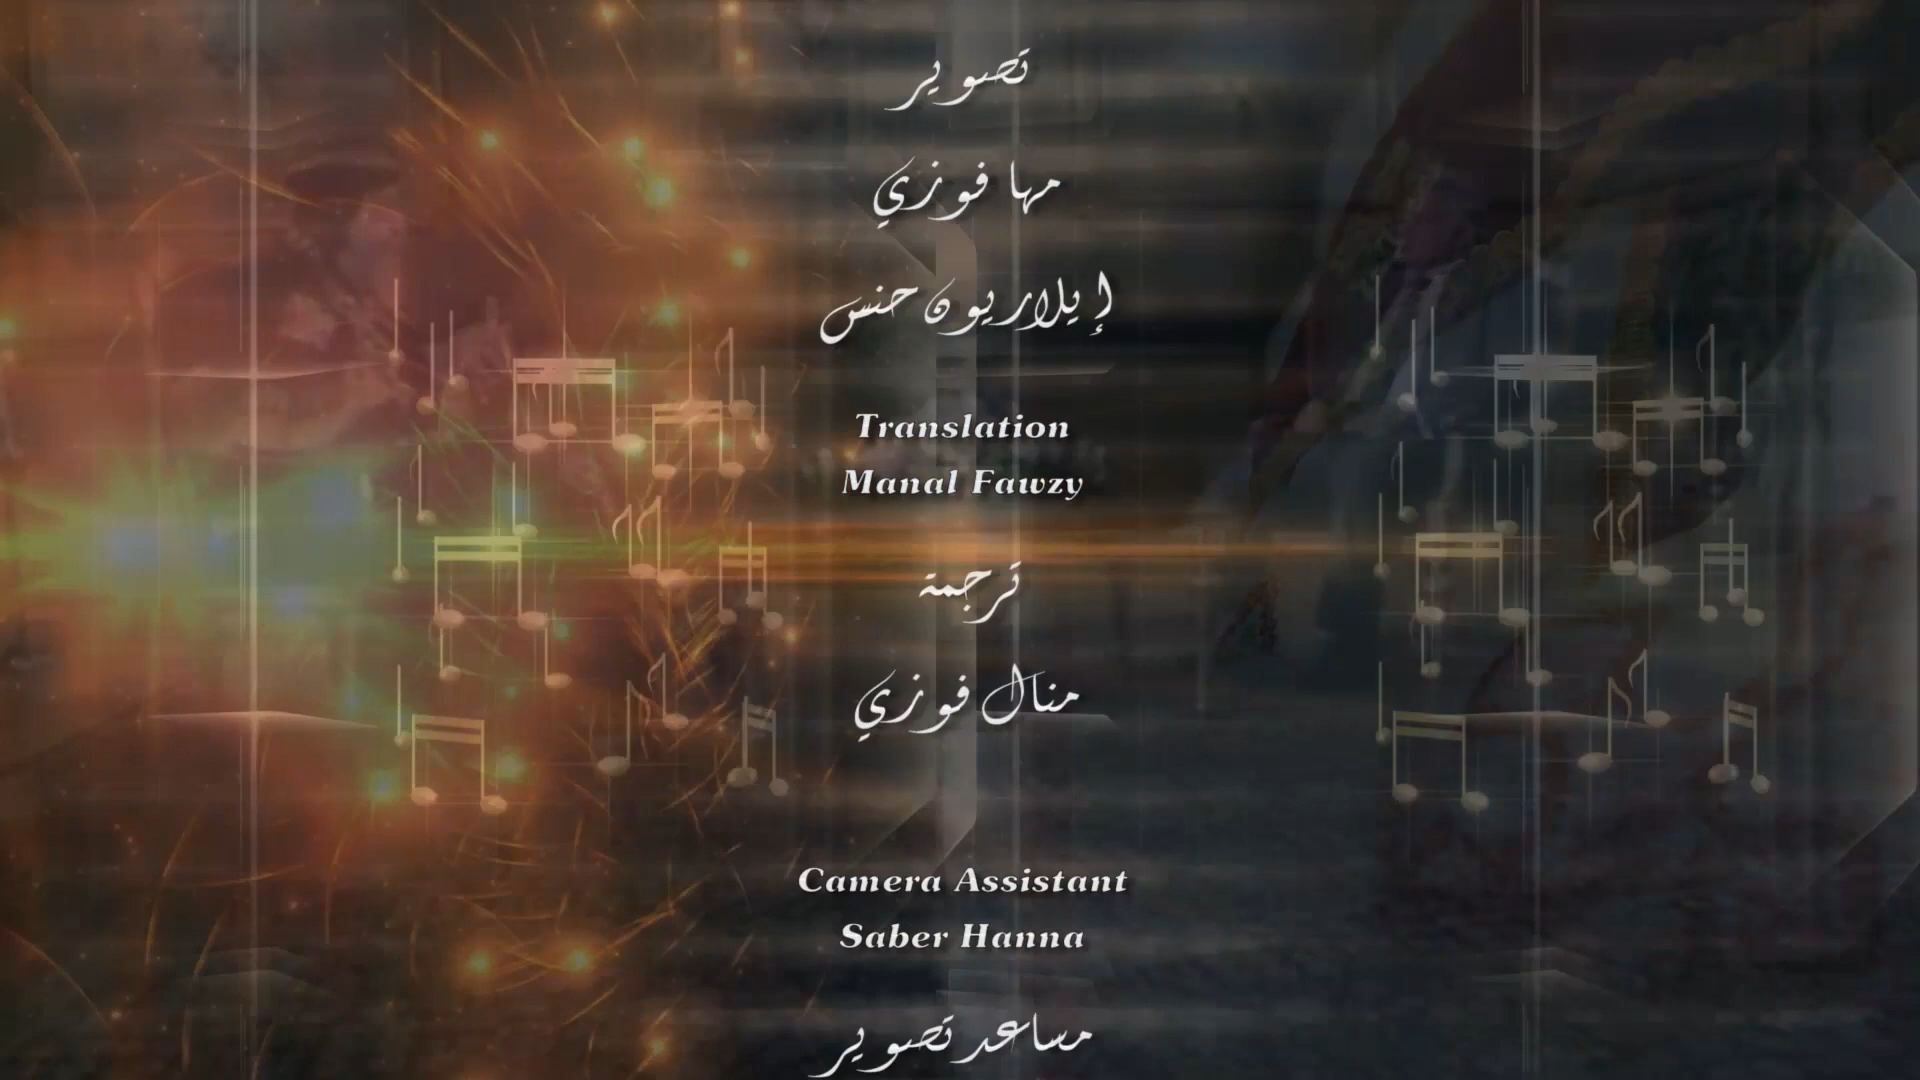 تصوير
مها فوزي
إيلاريون حنس
Translation
Manal Fawzy
ترجمة
منال فوزي
Camera Assistant
Saber Hanna
مساعد تصوير